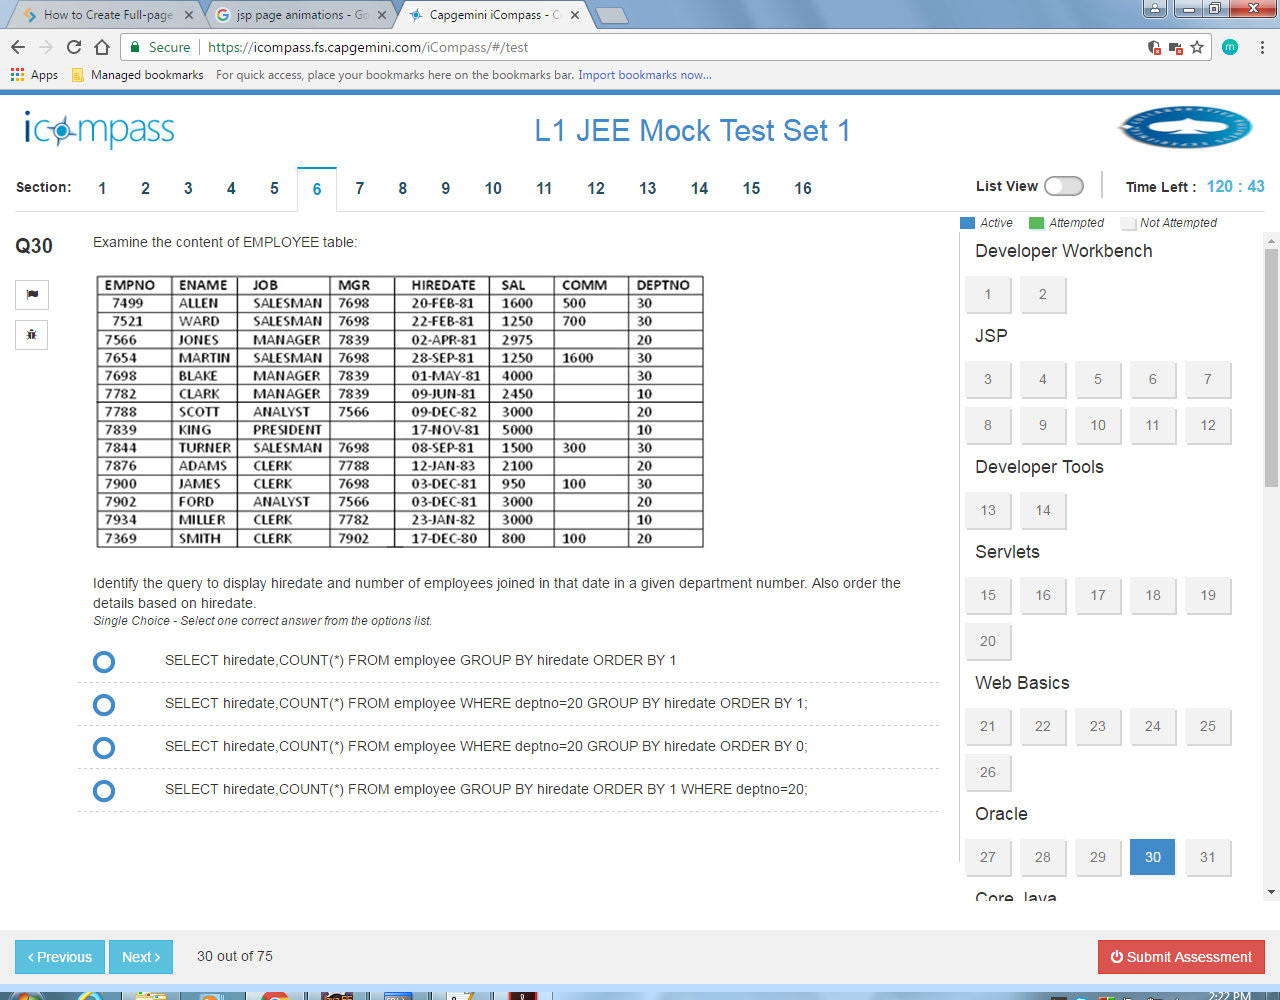 How to Create Full-page
jsp page animations - Go
Capgemini iCompass - C
Secure
https://icompass.fs.capgemini.com/iCompass/#/test
m
Apps
Managed bookmarks
For quick access, place your bookmarks here on the bookmarks bar. Import bookmarks now...
icompass
L1 JEE Mock Test Set 1
Section: 1 2 3 4 5 6 7 8 9 10 11 12 13 14 15 16
List View
Time Left : 120 : 43
Active Attempted Not Attempted
Q30
Examine the content of EMPLOYEE table:
EMPNO ENAME JOB MGR HIREDATE SAL COMM DEPTNO
7499 ALLEN SALESMAN 7698 20-FEB-81 1600 500 30
7521 WARD SALESMAN 7698 22-FEB-81 1250 700 30
7566 JONES MANAGER 7839 02-APR-81 2975 20
7654 MARTIN SALESMAN 7698 28-SEP-81 1250 1600 30
7698 BLAKE MANAGER 7839 01-MAY-81 4000 30
7782 CLARK MANAGER 7839 09-JUN-81 2450 10
7788 SCOTT ANALYST 7566 09-DEC-82 3000 20
7839 KING PRESIDENT 17-NOV-81 5000 10
7844 TURNER SALESMAN 7698 08-SEP-81 1500 300 30
7876 ADAMS CLERK 7788 12-JAN-83 2100 20
7900 JAMES CLERK 7698 03-DEC-81 950 100 30
7902 FORD ANALYST 7566 03-DEC-81 3000 20
7934 MILLER CLERK 7782 23-JAN-82 3000 10
7369 SMITH CLERK 7902 17-DEC-80 800 100 20
Identify the query to display hiredate and number of employees joined in that date in a given department number. Also order the
details based on hiredate.
Single Choice - Select one correct answer from the options list.
SELECT hiredate,COUNT(*) FROM employee GROUP BY hiredate ORDER BY 1
SELECT hiredate,COUNT(*) FROM employee WHERE deptno=20 GROUP BY hiredate ORDER BY 1;
SELECT hiredate,COUNT(*) FROM employee WHERE deptno=20 GROUP BY hiredate ORDER BY 0;
SELECT hiredate,COUNT(*) FROM employee GROUP BY hiredate ORDER BY 1 WHERE deptno=20;
Developer Workbench
1 2
JSP
3 4 5 6 7
8 9 10 11 12
Developer Tools
13 14
Servlets
15 16 17 18 19
20
Web Basics
21 22 23 24 25
26
Oracle
27 28 29 30 31
Core Java
Previous
Next
30 out of 75
Submit Assessment
2:22 PM